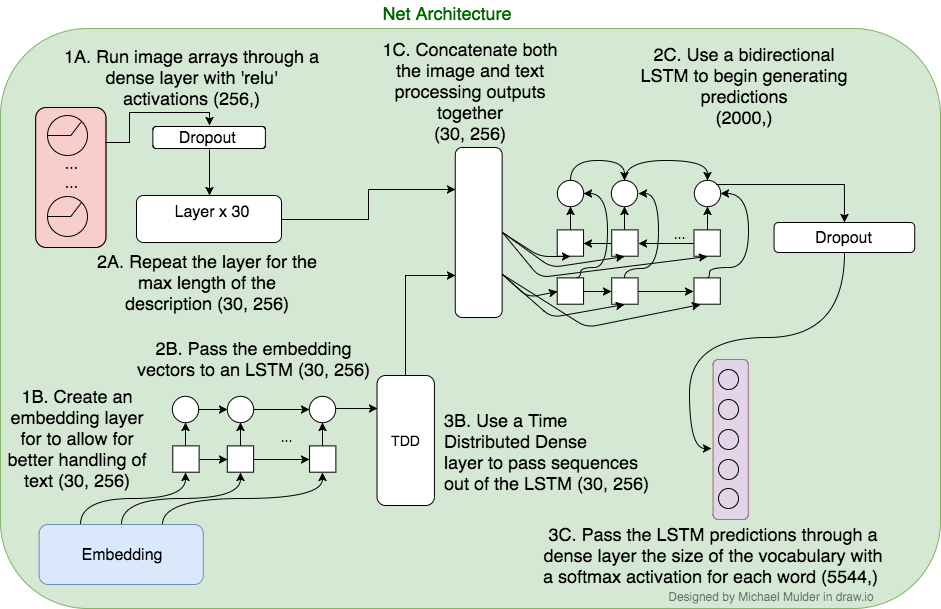 Net Architecture
1A. Run image arrays through a
dense layer with 'relu'
activations (256,)
...
...
Dropout
Layer x 30
2A. Repeat the layer for the
max length of the
description (30, 256)
1B. Create an
embedding layer
for to allow for
better handling of
text (30, 256)
Embedding
2B. Pass the embedding
vectors to an LSTM (30, 256)
...
TDD
3B. Use a Time
Distributed Dense
layer to pass sequences
out of the LSTM (30, 256)
1C. Concatenate both
the image and text
processing outputs
together
(30, 256)
2C. Use a bidirectional
LSTM to begin generating
predictions
(2000,)
...
Dropout
3C. Pass the LSTM predictions through a
dense layer the size of the vocabulary with
a softmax activation for each word (5544,)
Designed by Michael Mulder in draw.io